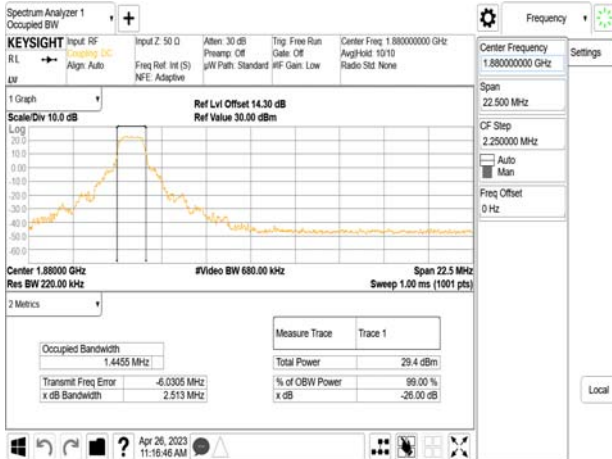 Spectrum Analyzer 1
Occupied BW
KEYSIGHT
RL
Input: RF
Coupling: DC
Align: Auto
Input Z: 50 Ω
Freq Ref: Int (S)
NFE: Adaptive
Atten: 30 dB
Preamp: Off
µW Path: Standard
Trig: Free Run
Gate: Off
#IF Gain: Low
Center Freq: 1.880000000 GHz
Avg|Hold: 10/10
Radio Std: None
1 Graph
Scale/Div 10.0 dB
Ref Lvl Offset 14.30 dB
Ref Value 30.00 dBm
Log
20.0
10.0
0.00
-10.0
-20.0
-30.0
-40.0
-50.0
-60.0
Center 1.88000 GHz
#Video BW 680.00 kHz
Span 22.5 MHz
Res BW 220.00 kHz
Sweep 1.00 ms (1001 pts)
2 Metrics
Measure Trace Trace 1
Occupied Bandwidth
1.4455 MHz
Total Power 29.4 dBm
Transmit Freq Error -6.0305 MHz
% of OBW Power 99.00 %
x dB Bandwidth 2.513 MHz
x dB -26.00 dB
Apr 26, 2023
11:16:46 AM
Frequency
Center Frequency
1.880000000 GHz
Settings
Span
22.500 MHz
CF Step
2.250000 MHz
Auto
Man
Freq Offset
0 Hz
Local